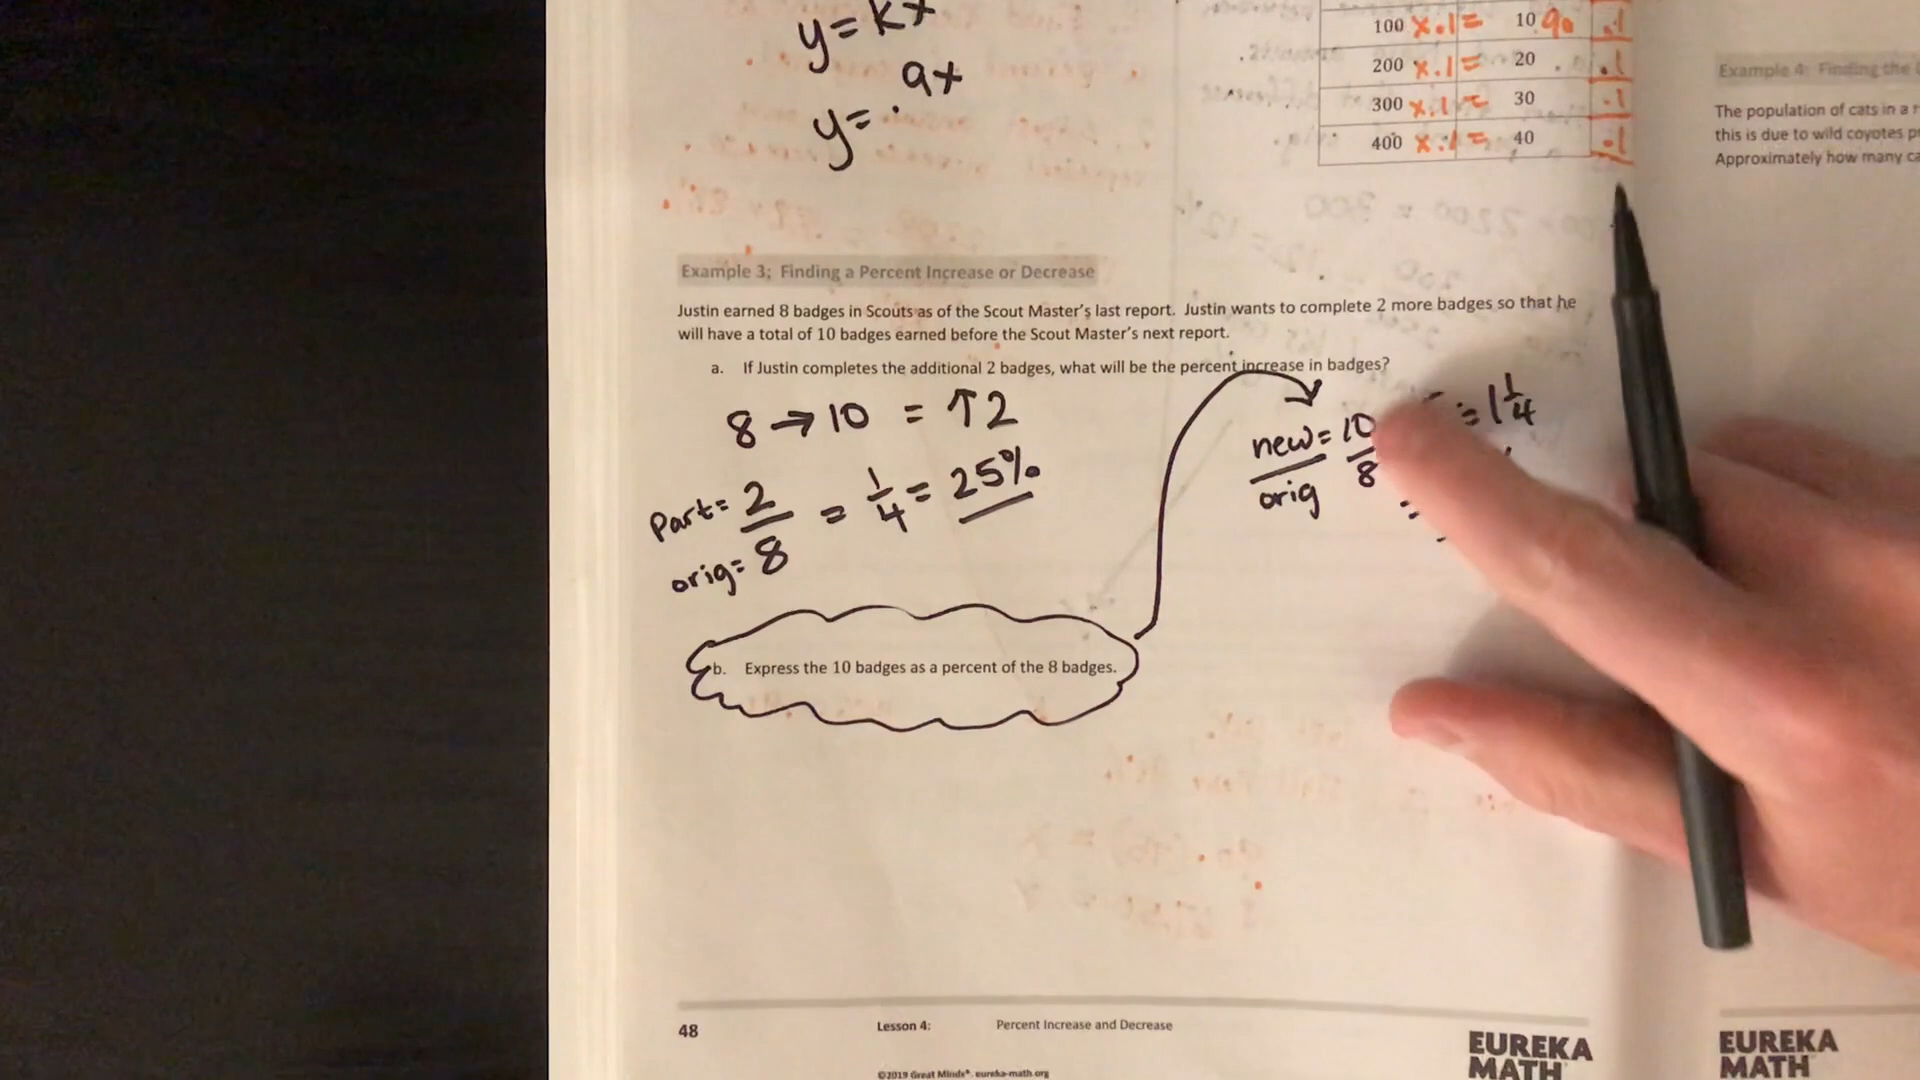 y = kx
y = .9x
100 x.1 = 10 90 .1
200 x.1 = 20 .1
300 x.1 = 30 .1
400 x.1 = 40 .1
Example 3: Finding a Percent Increase or Decrease
Justin earned 8 badges in Scouts as of the Scout Master's last report. Justin wants to complete 2 more badges so that he
will have a total of 10 badges earned before the Scout Master's next report.
a. If Justin completes the additional 2 badges, what will be the percent increase in badges?
8 → 10 = ↑2
Part = 2
orig = 8
= 1/4 = 25%
new = 10
orig 8
= 1 1/4
b. Express the 10 badges as a percent of the 8 badges.
48 Lesson 4: Percent Increase and Decrease
EUREKA
MATH
©2019 Great Minds®. eureka-math.org
Example 4: Finding the
The population of cats in a
this is due to wild coyotes
Approximately how many
EUREKA
MATH